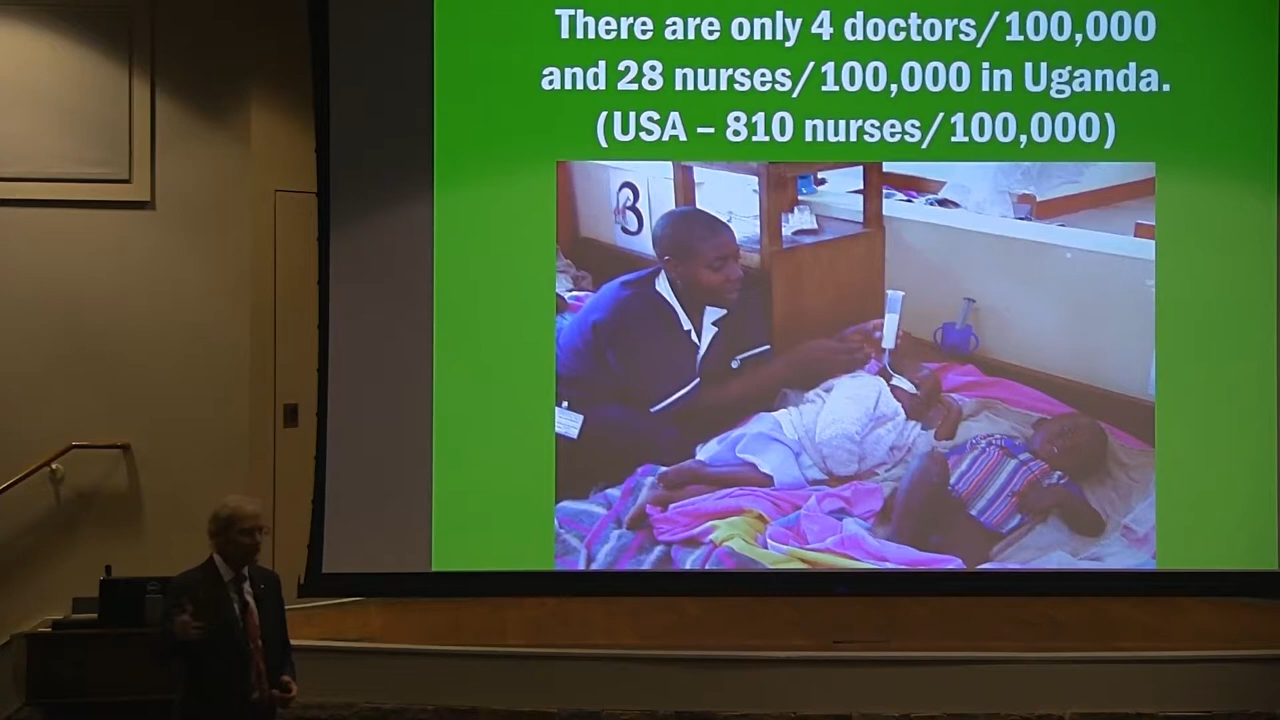 There are only 4 doctors/100,000
and 28 nurses/100,000 in Uganda.
(USA – 810 nurses/100,000)
B